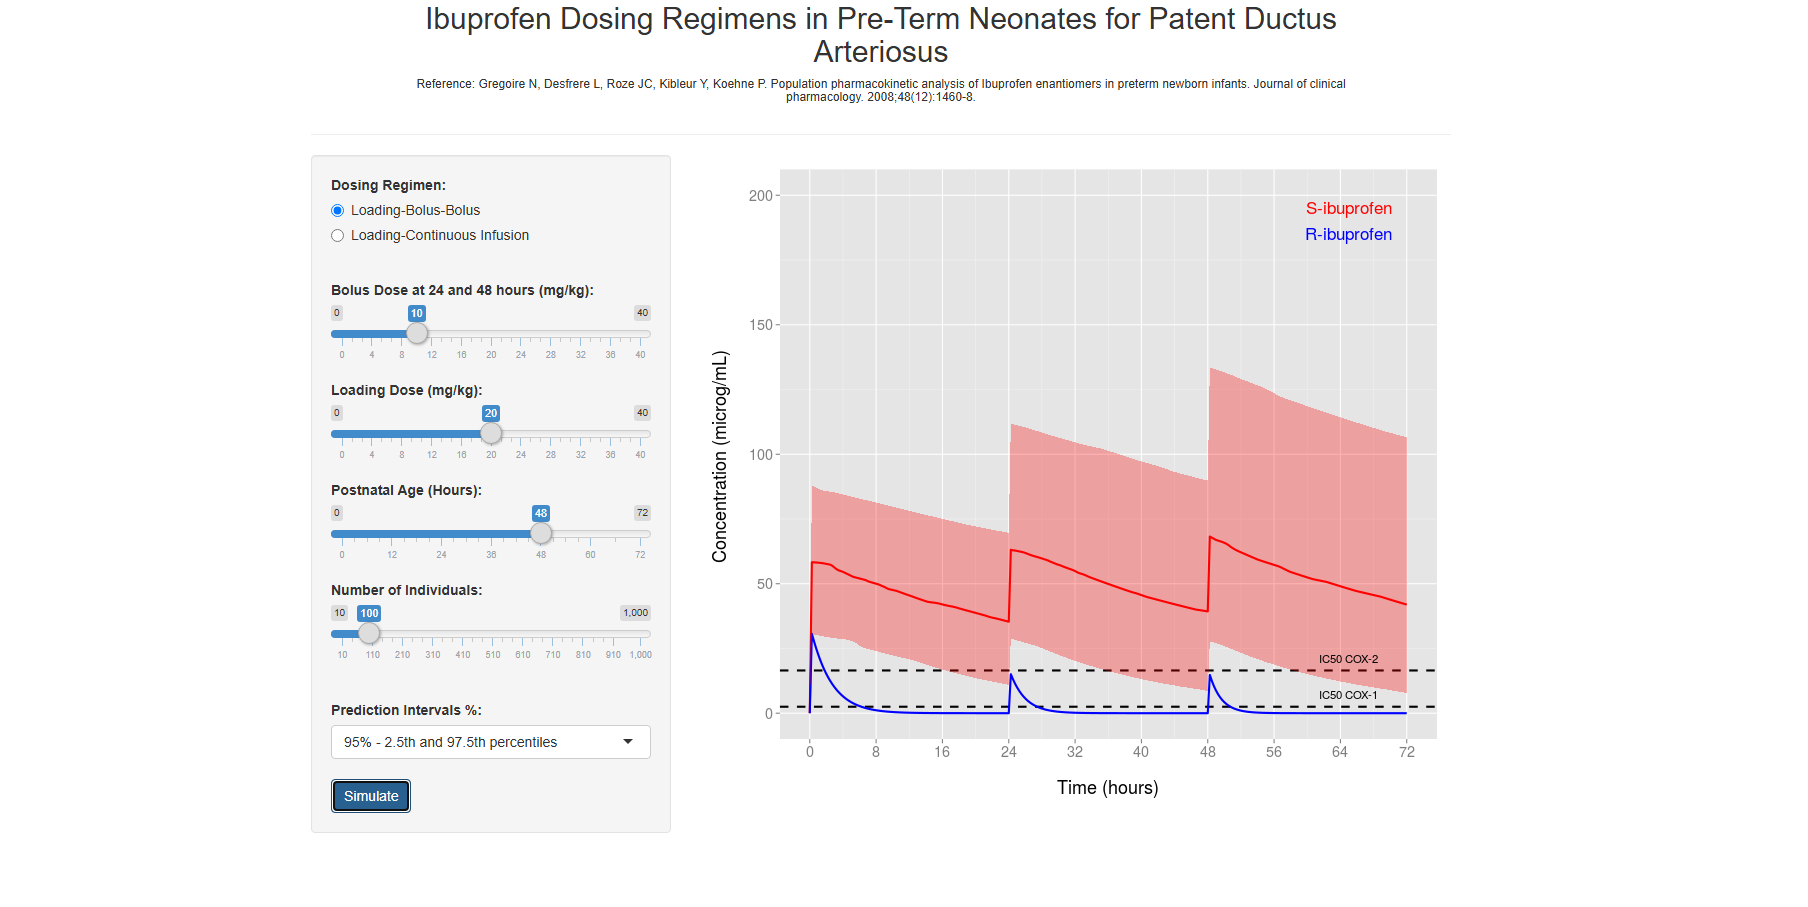 Ibuprofen Dosing Regimens in Pre-Term Neonates for Patent Ductus
Arteriosus
Reference: Gregoire N, Desfrere L, Roze JC, Kibleur Y, Koehne P. Population pharmacokinetic analysis of Ibuprofen enantiomers in preterm newborn infants. Journal of clinical
pharmacology. 2008;48(12):1460-8.
Dosing Regimen:
Loading-Bolus-Bolus
Loading-Continuous Infusion
Bolus Dose at 24 and 48 hours (mg/kg):
0 10 40
0 4 8 12 16 20 24 28 32 36 40
Loading Dose (mg/kg):
0 20 40
0 4 8 12 16 20 24 28 32 36 40
Postnatal Age (Hours):
0 48 72
0 12 24 36 48 60 72
Number of Individuals:
10 100 1,000
10 110 210 310 410 510 610 710 810 910 1,000
Prediction Intervals %:
95% - 2.5th and 97.5th percentiles
Simulate
Concentration (microg/mL)
200
150
100
50
0
S-ibuprofen
R-ibuprofen
IC50 COX-2
IC50 COX-1
0 8 16 24 32 40 48 56 64 72
Time (hours)